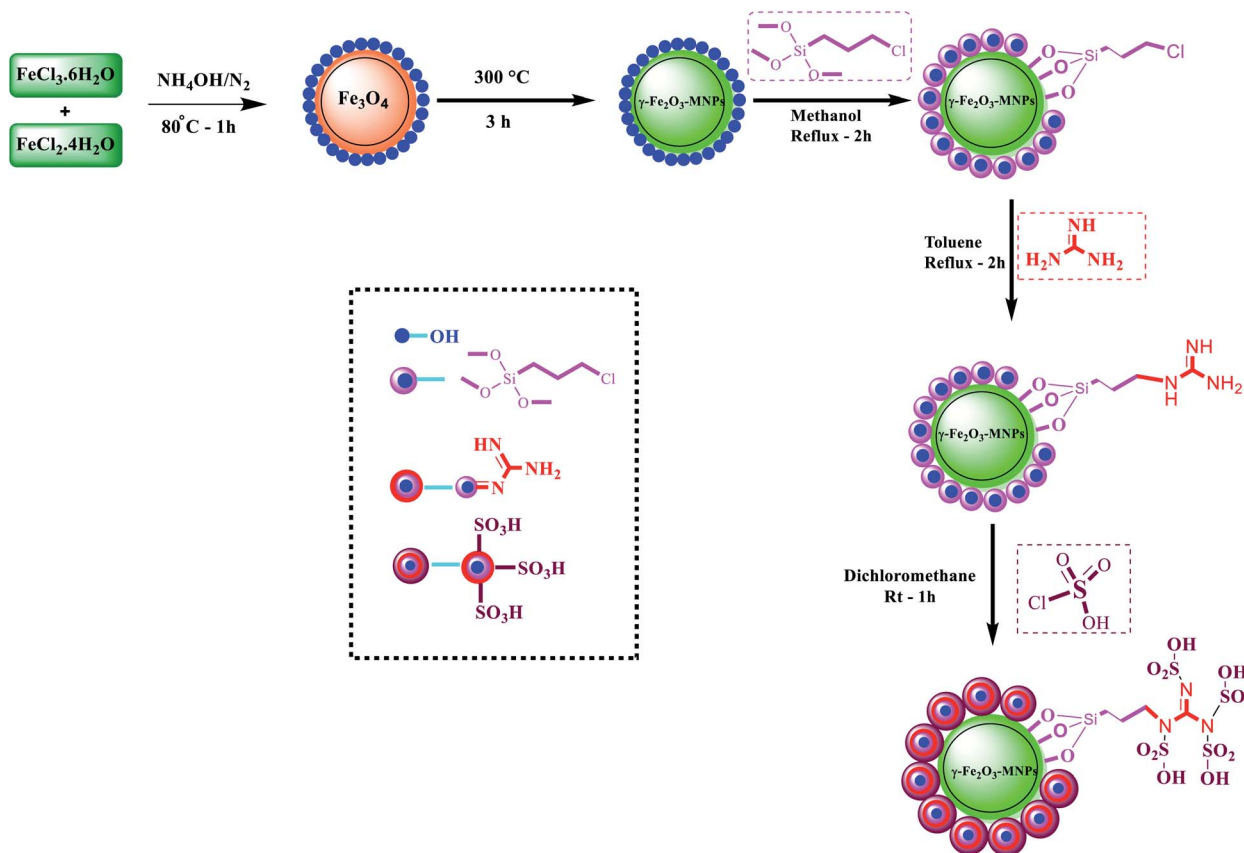 FeCl3.6H2O
+
FeCl2.4H2O
NH4OH/N2
80°C - 1h
Fe3O4
300 °C
3 h
γ-Fe2O3-MNPs
O
O
Si
O
Cl
Methanol
Reflux - 2h
γ-Fe2O3-MNPs
O
O
O
Si
Cl
Toluene
Reflux - 2h
NH
H2N
NH2
γ-Fe2O3-MNPs
O
O
O
Si
N
H
NH
NH2
Dichloromethane
Rt - 1h
O
O
S
Cl
OH
γ-Fe2O3-MNPs
O
O
O
Si
OH
O2S
N
OH
SO
N
N
O2S
SO2
OH
OH
OH
O
O
Si
O
Cl
HN
NH2
N
SO3H
SO3H
SO3H